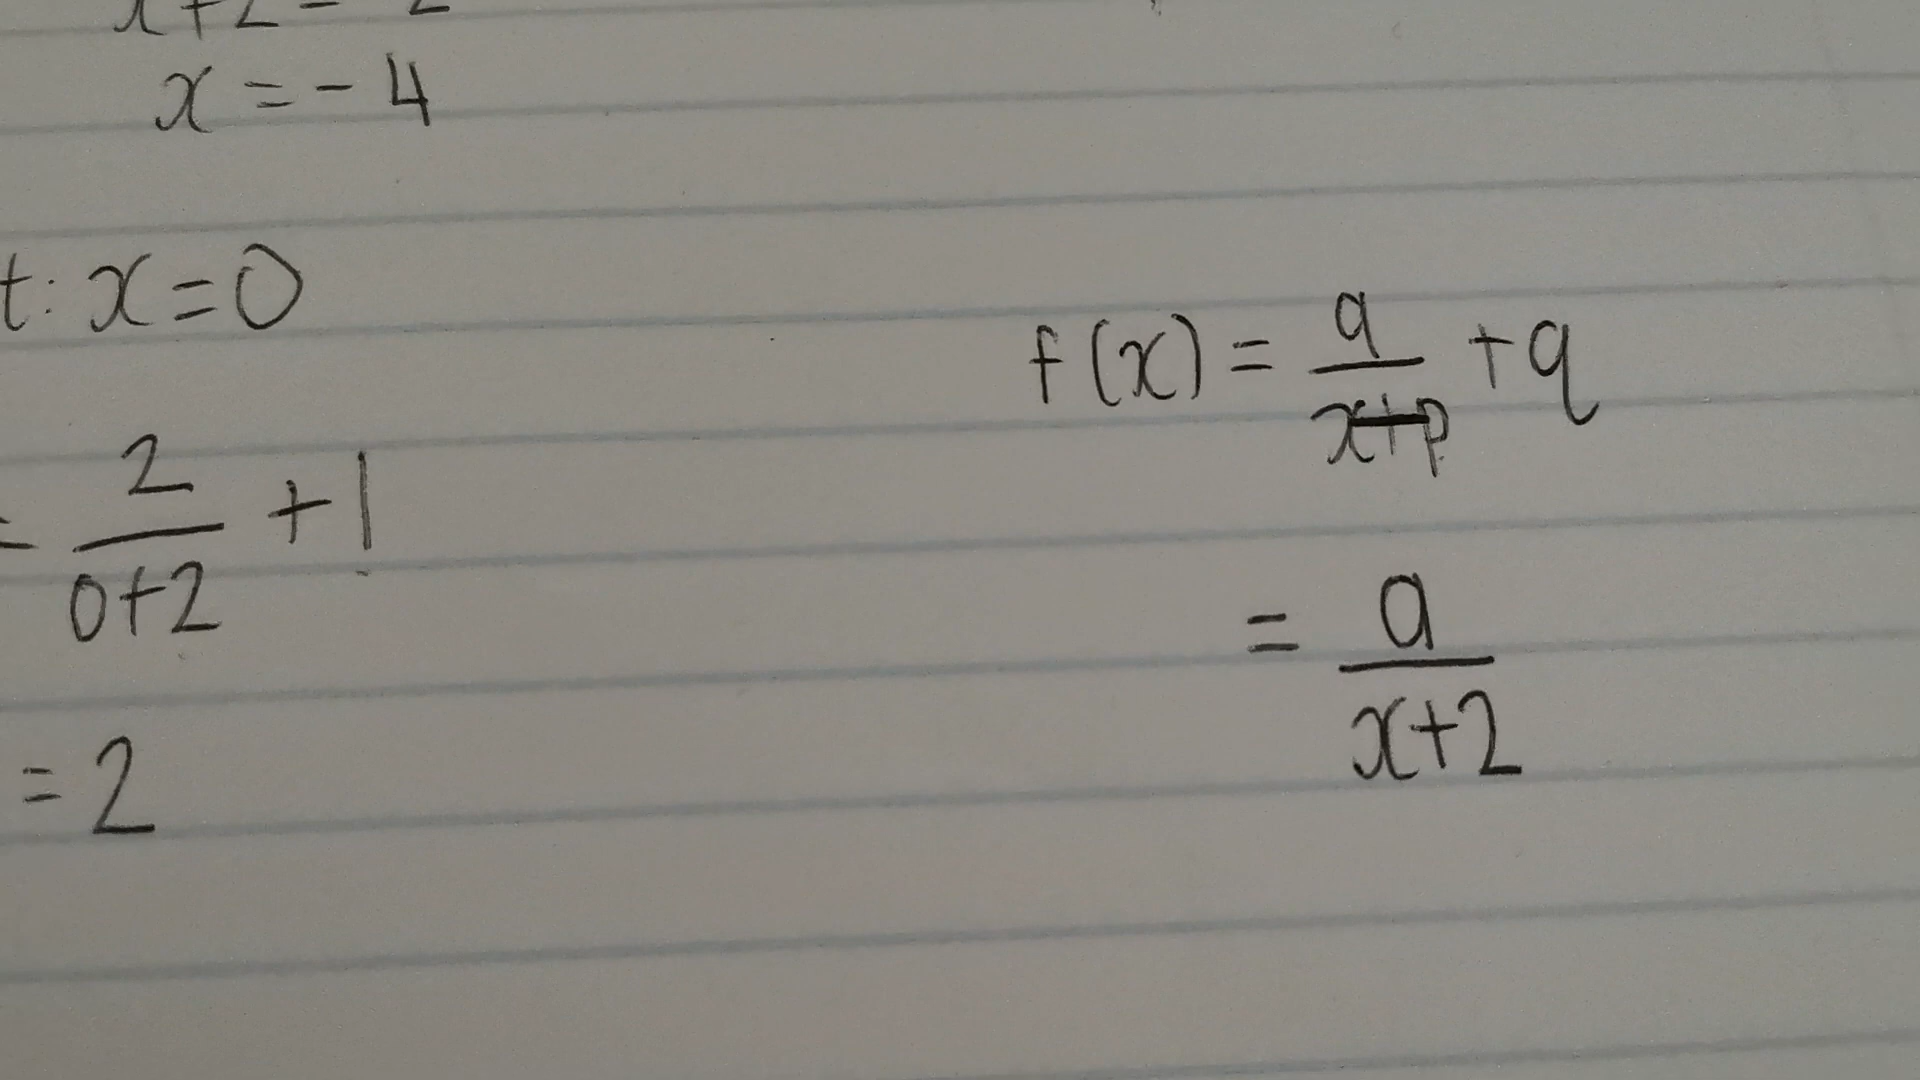 x = - 4
t: x = 0
= 2/(0+2) + 1
= 2
f(x) = a/(x+p) + q
= a/(x+2)